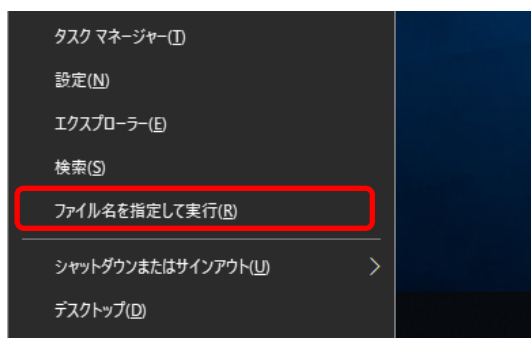 タスク マネージャー(T)
設定(N)
エクスプローラー(E)
検索(S)
ファイル名を指定して実行(R)
シャットダウンまたはサインアウト(U)
デスクトップ(D)